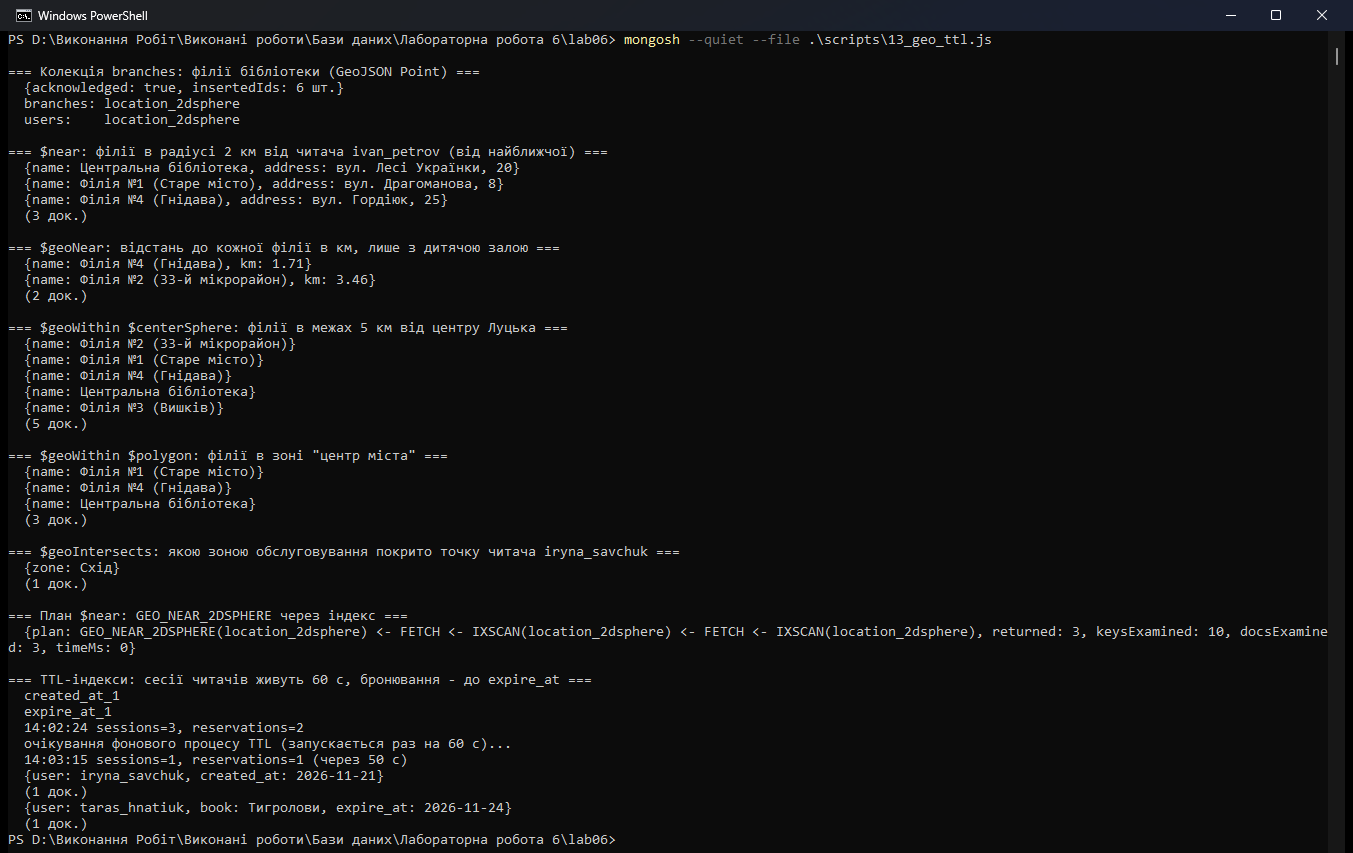 Windows PowerShell
PS D:\Виконання Робіт\Виконані роботи\Бази даних\Лабораторна робота 6\lab06> mongosh --quiet --file .\scripts\13_geo_ttl.js
=== Колекція branches: філії бібліотеки (GeoJSON Point) ===
{acknowledged: true, insertedIds: 6 шт.}
branches: location_2dsphere
users:    location_2dsphere
=== $near: філії в радіусі 2 км від читача ivan_petrov (від найближчої) ===
{name: Центральна бібліотека, address: вул. Лесі Українки, 20}
{name: Філія №1 (Старе місто), address: вул. Драгоманова, 8}
{name: Філія №4 (Гнідава), address: вул. Гордіюк, 25}
(3 док.)
=== $geoNear: відстань до кожної філії в км, лише з дитячою залою ===
{name: Філія №4 (Гнідава), km: 1.71}
{name: Філія №2 (33-й мікрорайон), km: 3.46}
(2 док.)
=== $geoWithin $centerSphere: філії в межах 5 км від центру Луцька ===
{name: Філія №2 (33-й мікрорайон)}
{name: Філія №1 (Старе місто)}
{name: Філія №4 (Гнідава)}
{name: Центральна бібліотека}
{name: Філія №3 (Вишків)}
(5 док.)
=== $geoWithin $polygon: філії в зоні "центр міста" ===
{name: Філія №1 (Старе місто)}
{name: Філія №4 (Гнідава)}
{name: Центральна бібліотека}
(3 док.)
=== $geoIntersects: якою зоною обслуговування покрито точку читача iryna_savchuk ===
{zone: Схід}
(1 док.)
=== План $near: GEO_NEAR_2DSPHERE через індекс ===
{plan: GEO_NEAR_2DSPHERE(location_2dsphere) <- FETCH <- IXSCAN(location_2dsphere) <- FETCH <- IXSCAN(location_2dsphere), returned: 3, keysExamined: 10, docsExamine
d: 3, timeMs: 0}
=== TTL-індекси: сесії читачів живуть 60 с, бронювання - до expire_at ===
created_at_1
expire_at_1
14:02:24 sessions=3, reservations=2
очікування фонового процесу TTL (запускається раз на 60 с)...
14:03:15 sessions=1, reservations=1 (через 50 с)
{user: iryna_savchuk, created_at: 2026-11-21}
(1 док.)
{user: taras_hnatiuk, book: Тигролови, expire_at: 2026-11-24}
(1 док.)
PS D:\Виконання Робіт\Виконані роботи\Бази даних\Лабораторна робота 6\lab06>